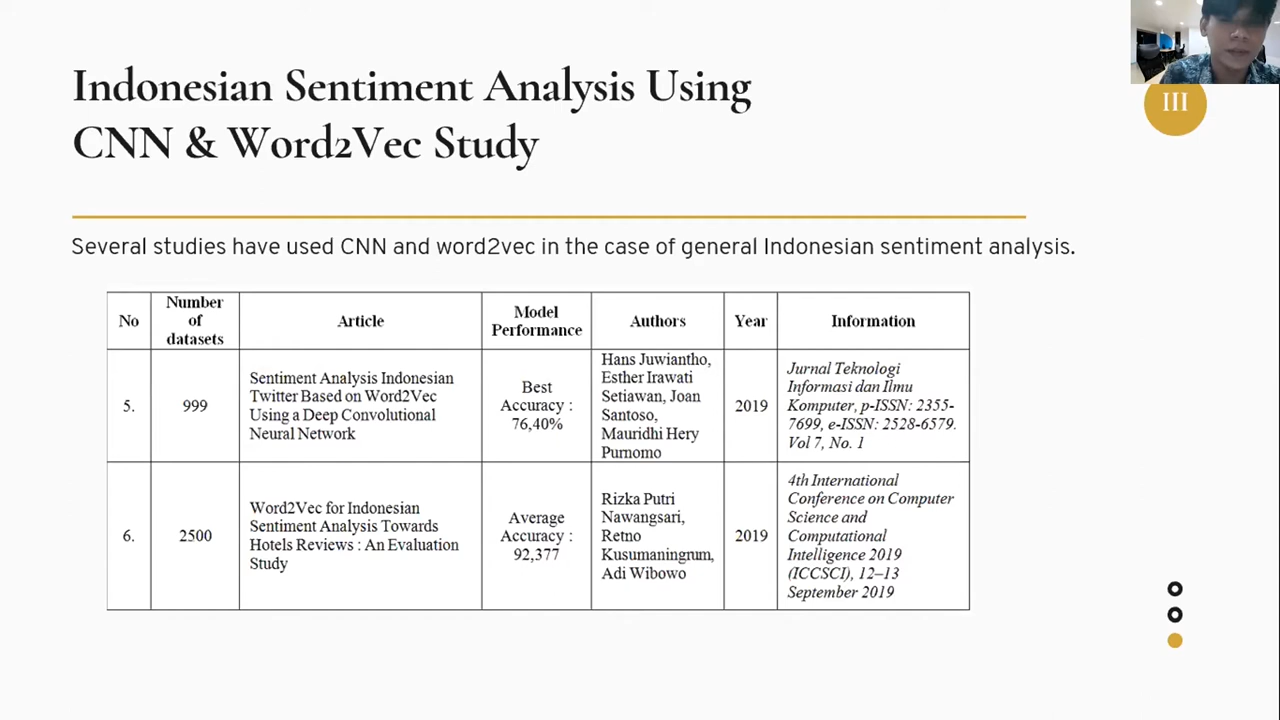 Indonesian Sentiment Analysis Using
CNN & Word2Vec Study
III
Several studies have used CNN and word2vec in the case of general Indonesian sentiment analysis.
No
Number
of
datasets
Article
Model
Performance
Authors
Year
Information
5.
999
Sentiment Analysis Indonesian
Twitter Based on Word2Vec
Using a Deep Convolutional
Neural Network
Best
Accuracy :
76,40%
Hans Juwiantho,
Esther Irawati
Setiawan, Joan
Santoso,
Mauridhi Hery
Purnomo
2019
Jurnal Teknologi
Informasi dan Ilmu
Komputer, p-ISSN: 2355-
7699, e-ISSN: 2528-6579.
Vol 7, No. 1
6.
2500
Word2Vec for Indonesian
Sentiment Analysis Towards
Hotels Reviews : An Evaluation
Study
Average
Accuracy :
92,377
Rizka Putri
Nawangsari,
Retno
Kusumaningrum,
Adi Wibowo
2019
4th International
Conference on Computer
Science and
Computational
Intelligence 2019
(ICCSCI), 12–13
September 2019